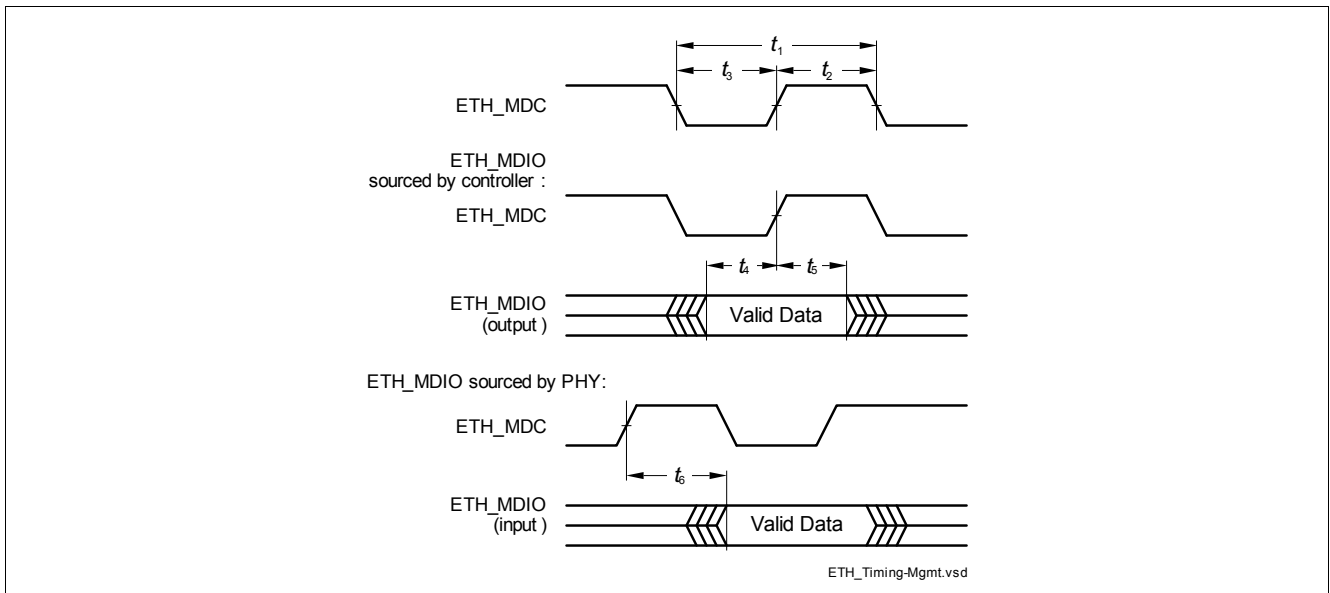 t1
t3 t2
ETH_MDC
ETH_MDIO
sourced by controller :
ETH_MDC
t4 t5
ETH_MDIO
(output )
Valid Data
ETH_MDIO sourced by PHY:
ETH_MDC
t6
ETH_MDIO
(input )
Valid Data
ETH_Timing-Mgmt.vsd